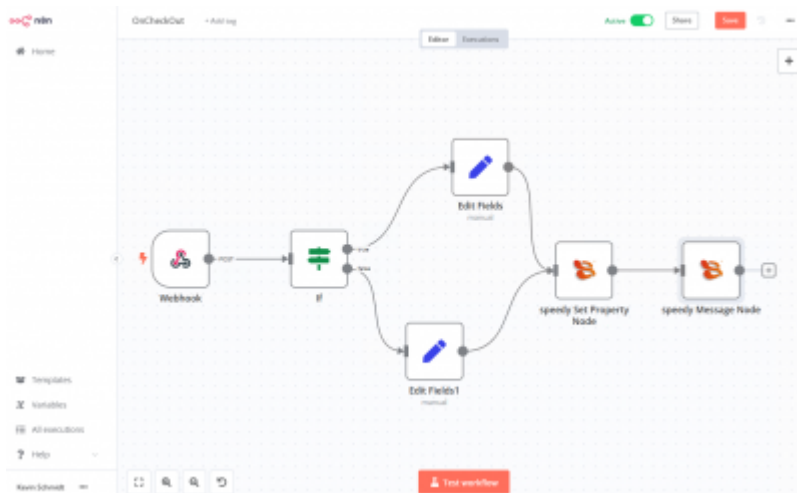 n8n
OnCheckOut
+ Add tag
Active
Share
Save
Editor
Executions
Home
Edit Fields
manual
POST
true
false
Webhook
If
speedy Set Property
Node
speedy Message Node
Edit Fields1
manual
Templates
Variables
All executions
Help
Kevin Schmidt
Test workflow